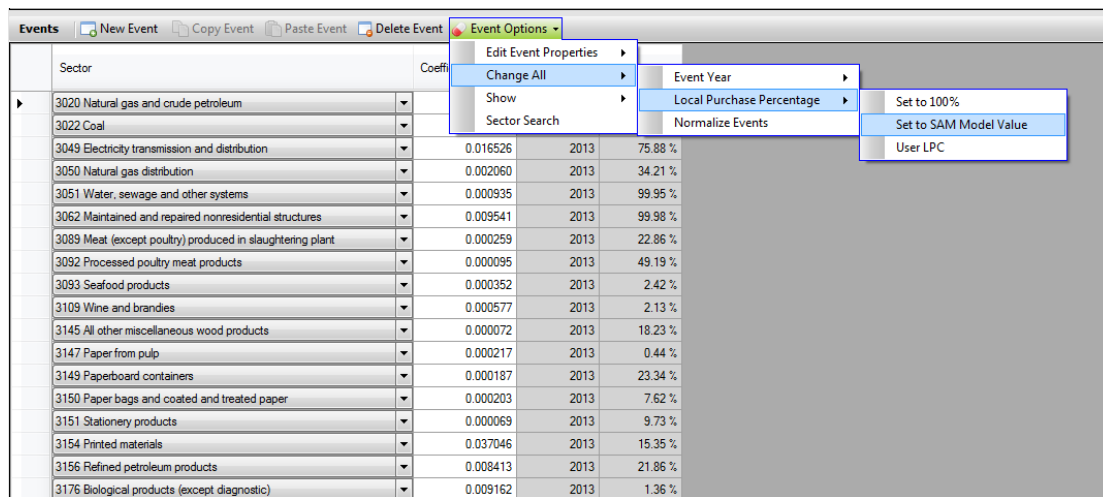 Events New Event Copy Event Paste Event Delete Event Event Options
Edit Event Properties
Sector Coeffi Change All Event Year
3020 Natural gas and crude petroleum Show Local Purchase Percentage Set to 100%
3022 Coal Sector Search Normalize Events Set to SAM Model Value
3049 Electricity transmission and distribution 0.016526 2013 75.88 % User LPC
3050 Natural gas distribution 0.002060 2013 34.21 %
3051 Water, sewage and other systems 0.000935 2013 99.95 %
3062 Maintained and repaired nonresidential structures 0.009541 2013 99.98 %
3089 Meat (except poultry) produced in slaughtering plant 0.000259 2013 22.86 %
3092 Processed poultry meat products 0.000095 2013 49.19 %
3093 Seafood products 0.000352 2013 2.42 %
3109 Wine and brandies 0.000577 2013 2.13 %
3145 All other miscellaneous wood products 0.000072 2013 18.23 %
3147 Paper from pulp 0.000217 2013 0.44 %
3149 Paperboard containers 0.000187 2013 23.34 %
3150 Paper bags and coated and treated paper 0.000203 2013 7.62 %
3151 Stationery products 0.000069 2013 9.73 %
3154 Printed materials 0.037046 2013 15.35 %
3156 Refined petroleum products 0.008413 2013 21.86 %
3176 Biological products (except diagnostic) 0.009162 2013 1.36 %